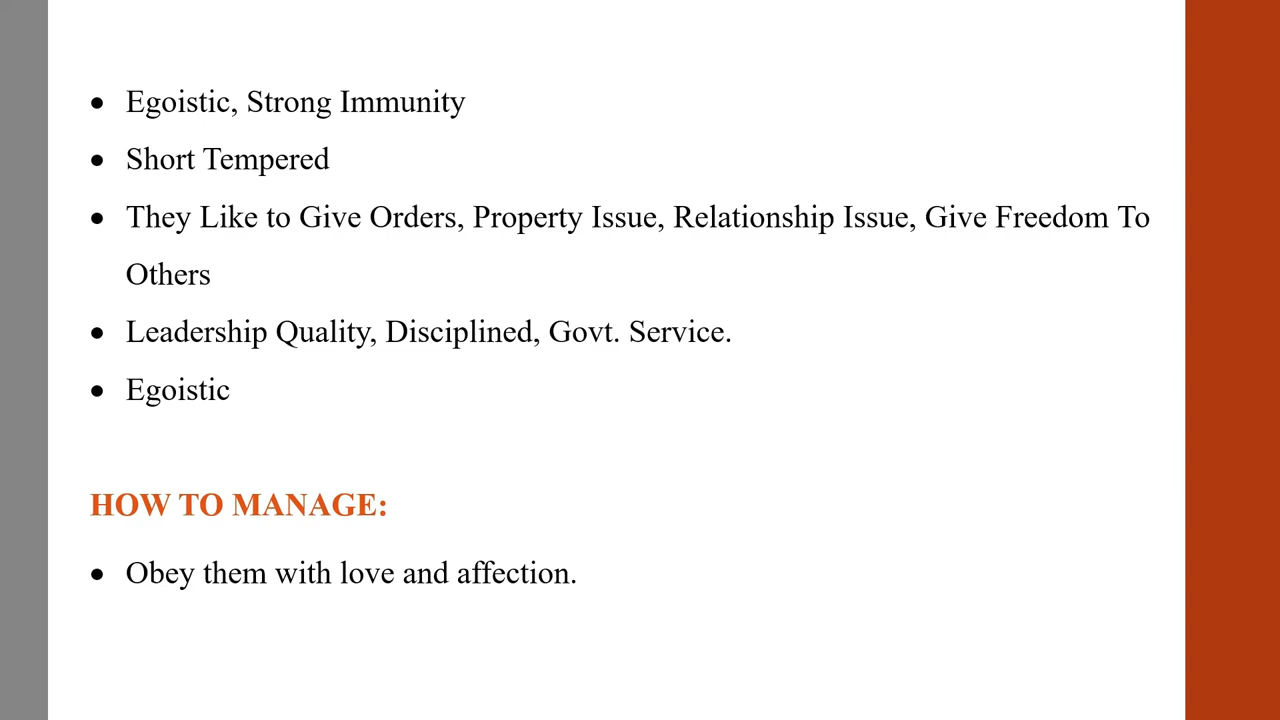 • Egoistic, Strong Immunity
• Short Tempered
• They Like to Give Orders, Property Issue, Relationship Issue, Give Freedom To
Others
• Leadership Quality, Disciplined, Govt. Service.
• Egoistic
HOW TO MANAGE:
• Obey them with love and affection.